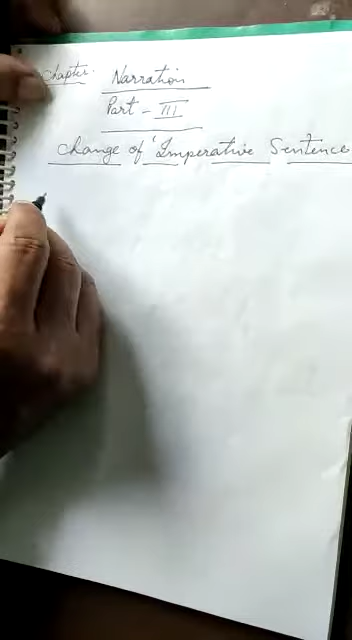 Chapter. Narration
Part - III
Change of 'Imperative Sentence